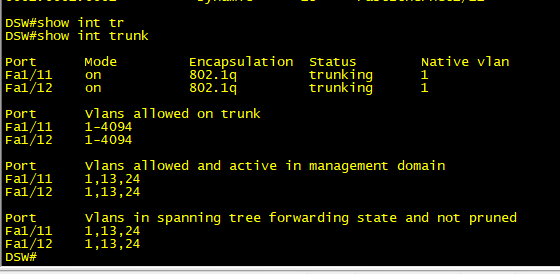 DSW#show int tr
DSW#show int trunk
Port Mode Encapsulation Status Native vlan
Fa1/11 on 802.1q trunking 1
Fa1/12 on 802.1q trunking 1
Port Vlans allowed on trunk
Fa1/11 1-4094
Fa1/12 1-4094
Port Vlans allowed and active in management domain
Fa1/11 1,13,24
Fa1/12 1,13,24
Port Vlans in spanning tree forwarding state and not pruned
Fa1/11 1,13,24
Fa1/12 1,13,24
DSW#